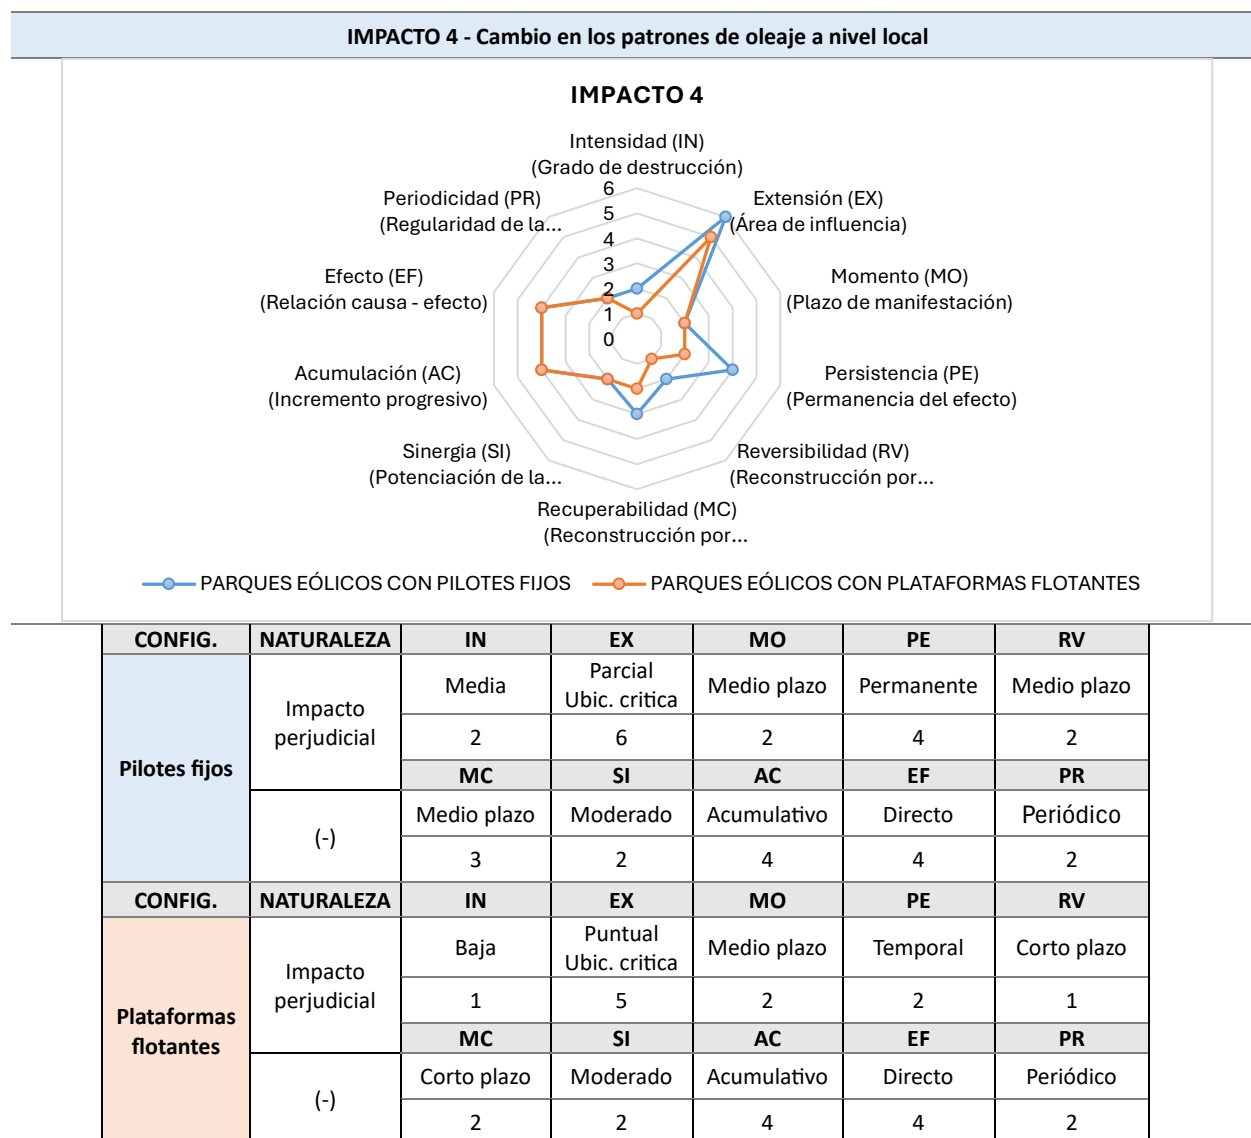 IMPACTO 4 - Cambio en los patrones de oleaje a nivel local
IMPACTO 4
Intensidad (IN)
(Grado de destrucción)
Extensión (EX)
(Área de influencia)
Momento (MO)
(Plazo de manifestación)
Persistencia (PE)
(Permanencia del efecto)
Reversibilidad (RV)
(Reconstrucción por...
Recuperabilidad (MC)
(Reconstrucción por...
Sinergia (SI)
(Potenciación de la...
Acumulación (AC)
(Incremento progresivo)
Efecto (EF)
(Relación causa - efecto)
Periodicidad (PR)
(Regularidad de la...
6
5
4
3
2
1
0
PARQUES EÓLICOS CON PILOTES FIJOS PARQUES EÓLICOS CON PLATAFORMAS FLOTANTES
CONFIG. NATURALEZA IN EX MO PE RV
Pilotes fijos
Impacto
perjudicial
Media Parcial
Ubic. critica Medio plazo Permanente Medio plazo
2 6 2 4 2
MC SI AC EF PR
(-)
Medio plazo Moderado Acumulativo Directo Periódico
3 2 4 4 2
CONFIG. NATURALEZA IN EX MO PE RV
Plataformas
flotantes
Impacto
perjudicial
Baja Puntual
Ubic. critica Medio plazo Temporal Corto plazo
1 5 2 2 1
MC SI AC EF PR
(-)
Corto plazo Moderado Acumulativo Directo Periódico
2 2 4 4 2